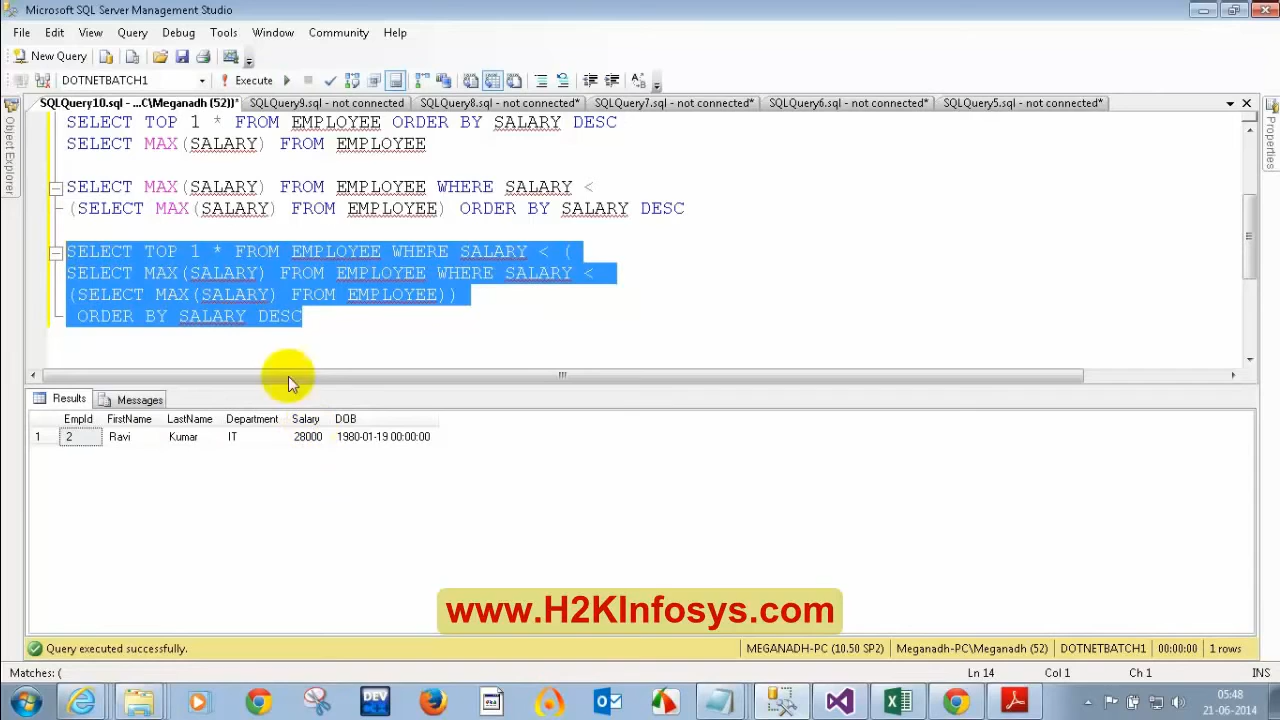 Microsoft SQL Server Management Studio
File Edit View Query Debug Tools Window Community Help
New Query
DOTNETBATCH1 Execute
SQLQuery10.sql - ...C\Meganadh (52))* SQLQuery9.sql - not connected SQLQuery8.sql - not connected* SQLQuery7.sql - not connected* SQLQuery6.sql - not connected* SQLQuery5.sql - not connected*
Object Explorer
Properties
SELECT TOP 1 * FROM EMPLOYEE ORDER BY SALARY DESC
SELECT MAX(SALARY) FROM EMPLOYEE
SELECT MAX(SALARY) FROM EMPLOYEE WHERE SALARY <
(SELECT MAX(SALARY) FROM EMPLOYEE) ORDER BY SALARY DESC
SELECT TOP 1 * FROM EMPLOYEE WHERE SALARY < (
SELECT MAX(SALARY) FROM EMPLOYEE WHERE SALARY <
(SELECT MAX(SALARY) FROM EMPLOYEE))
ORDER BY SALARY DESC
Results Messages
EmpId FirstName LastName Department Salary DOB
1 2 Ravi Kumar IT 28000 1980-01-19 00:00:00
www.H2KInfosys.com
Query executed successfully. MEGANADH-PC (10.50 SP2) Meganadh-PC\Meganadh (52) DOTNETBATCH1 00:00:00 1 rows
Matches: ( Ln 14 Col 1 Ch 1 INS
DEV
05:48
21-06-2014